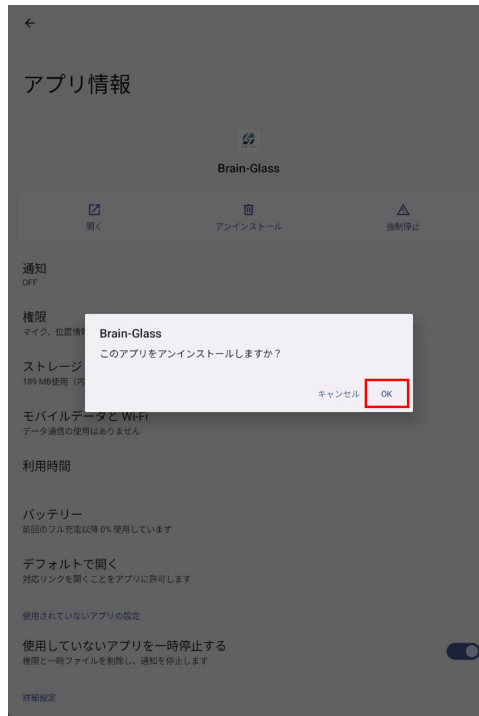 アプリ情報
Brain-Glass
開く
アンインストール
強制停止
通知
OFF
権限
マイク、位置情報
Brain-Glass
このアプリをアンインストールしますか？
キャンセル
OK
ストレージ
189 MB使用（内
モバイルデータと Wi-Fi
データ通信の使用はありません
利用時間
バッテリー
前回のフル充電以降 0% 使用しています
デフォルトで開く
対応リンクを開くことをアプリに許可します
使用されていないアプリの設定
使用していないアプリを一時停止する
権限と一時ファイルを削除し、通知を停止します
詳細設定